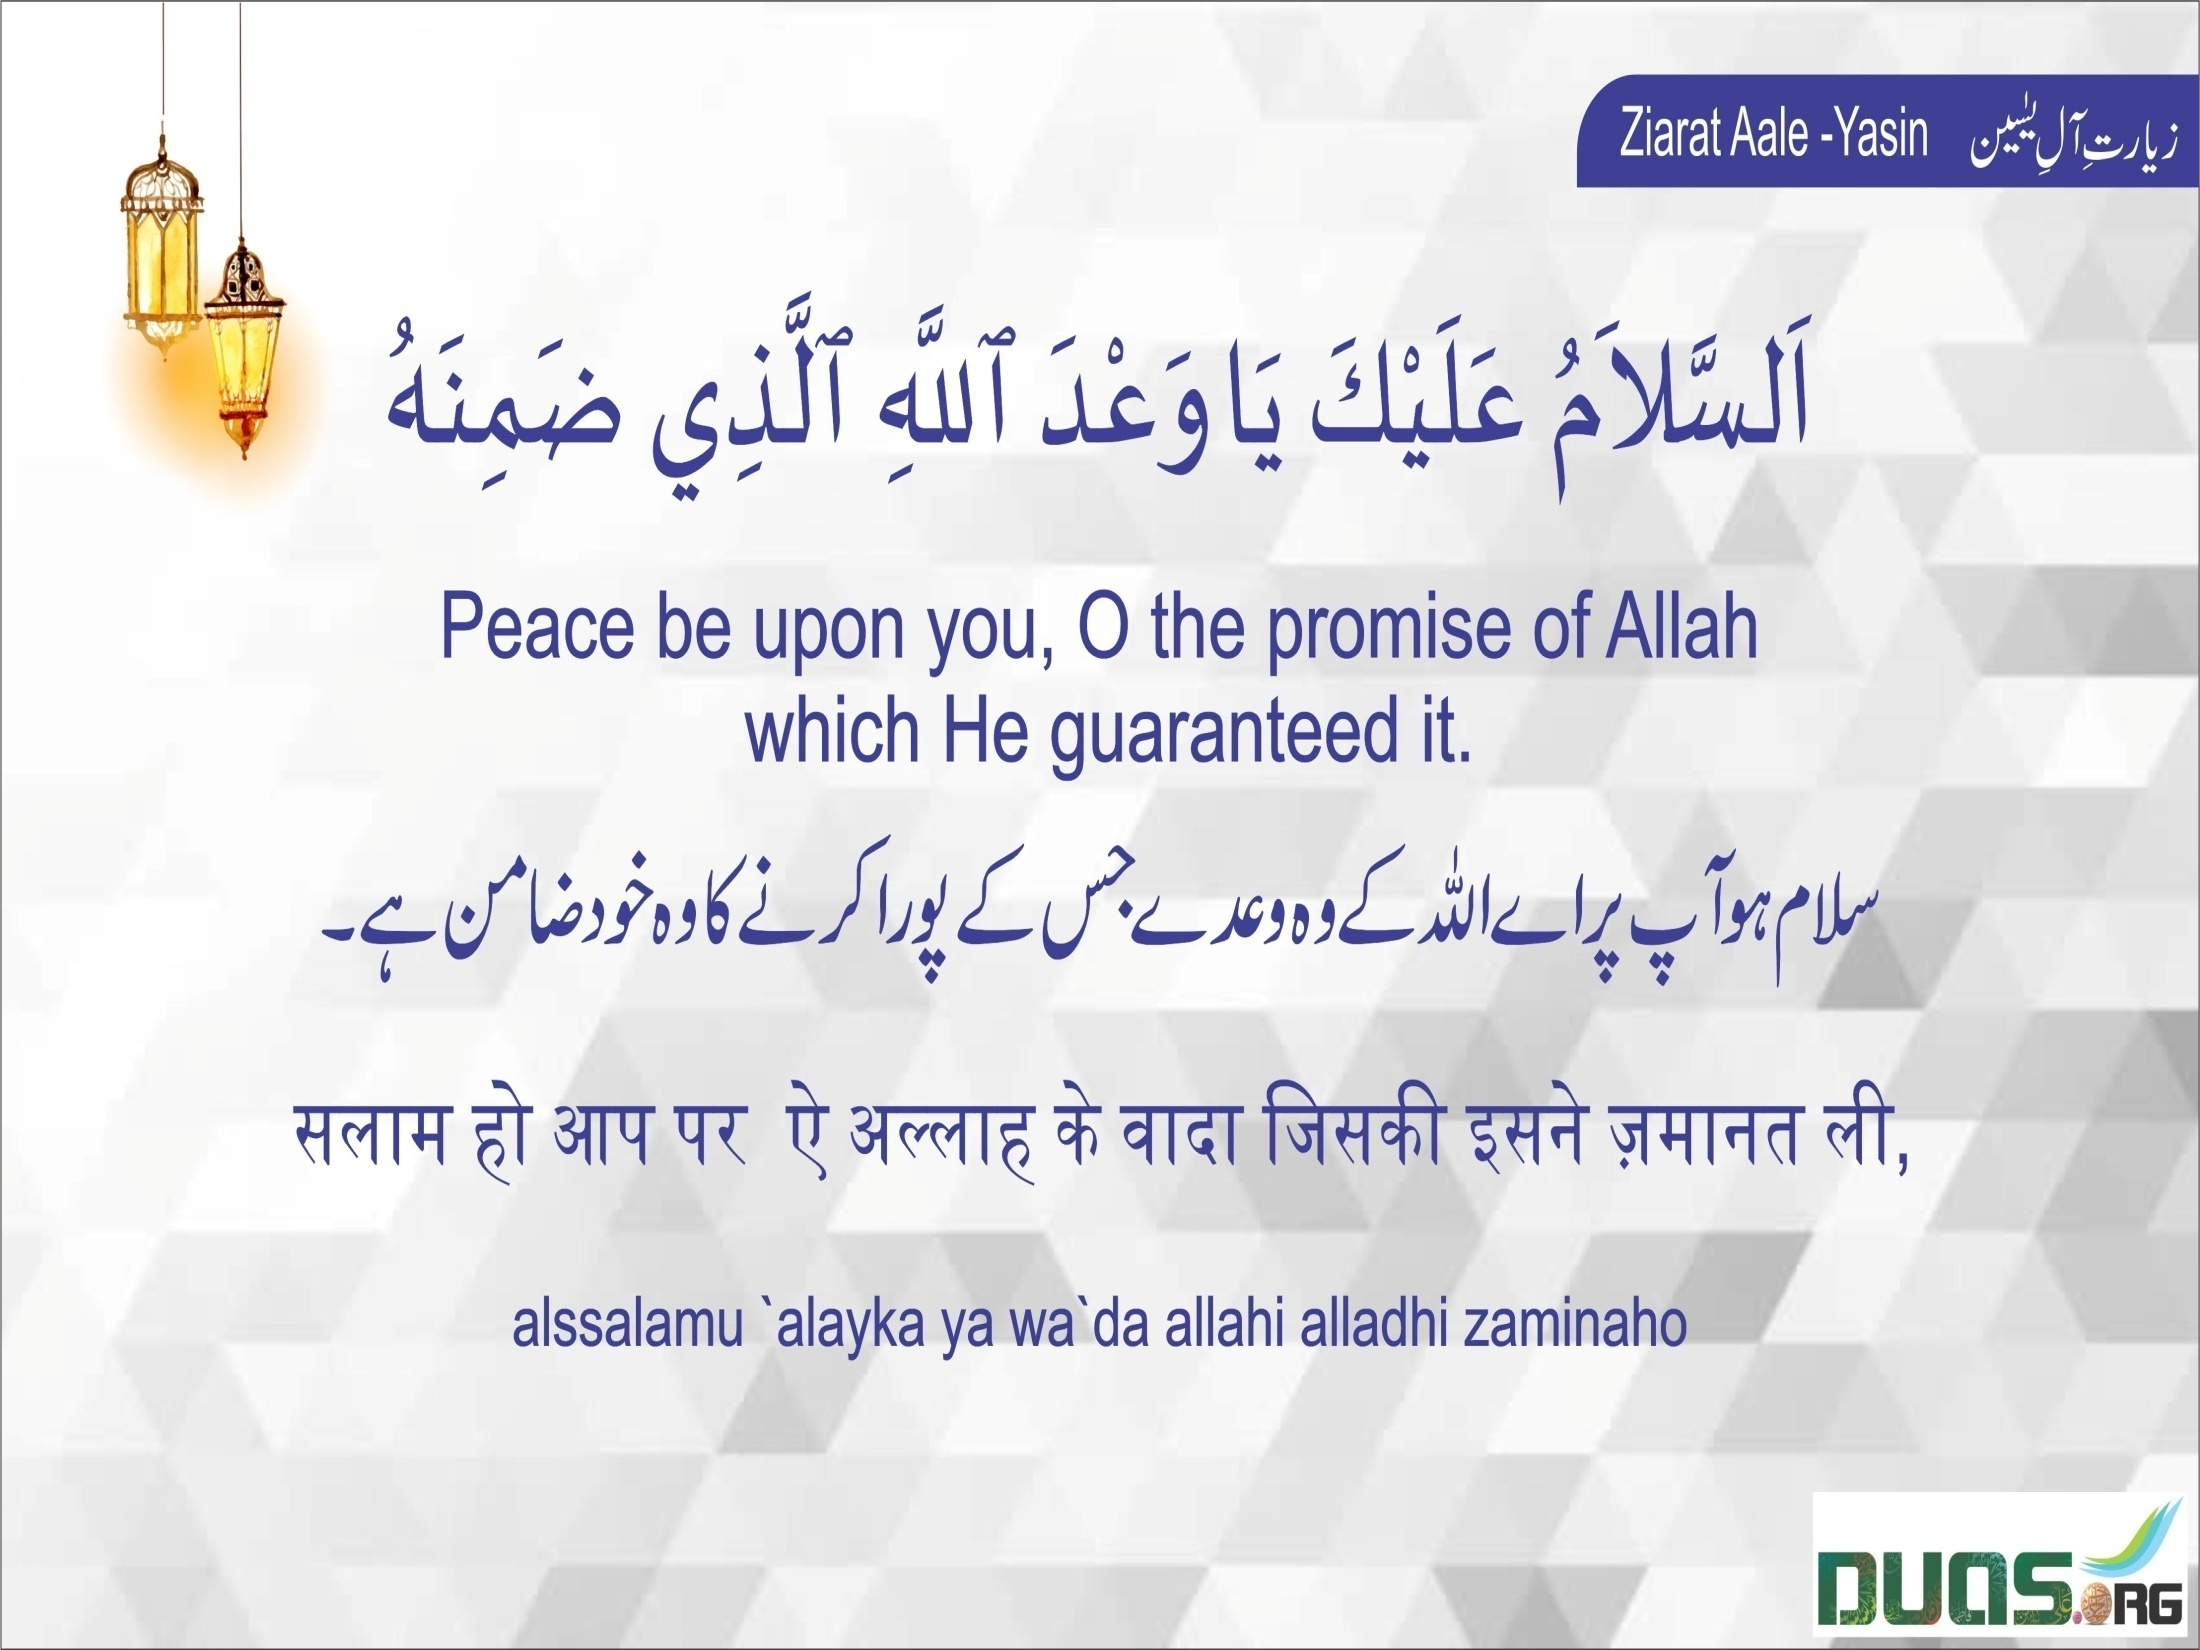 Ziarat Aale -Yasin زیارتِ آلِ یٰسین
اَلسَّلاَمُ عَلَيْكَ يَا وَعْدَ ٱللَّهِ ٱلَّذِي ضَمِنَهُ
Peace be upon you, O the promise of Allah
which He guaranteed it.
سلام ہو آپ پر اے اللہ کے وہ وعدے جس کے پورا کرنے کا وہ خود ضامن ہے۔
सलाम हो आप पर ऐ अल्लाह के वादा जिसकी इसने ज़मानत ली,
alssalamu `alayka ya wa`da allahi alladhi zaminaho
DUAS.ORG